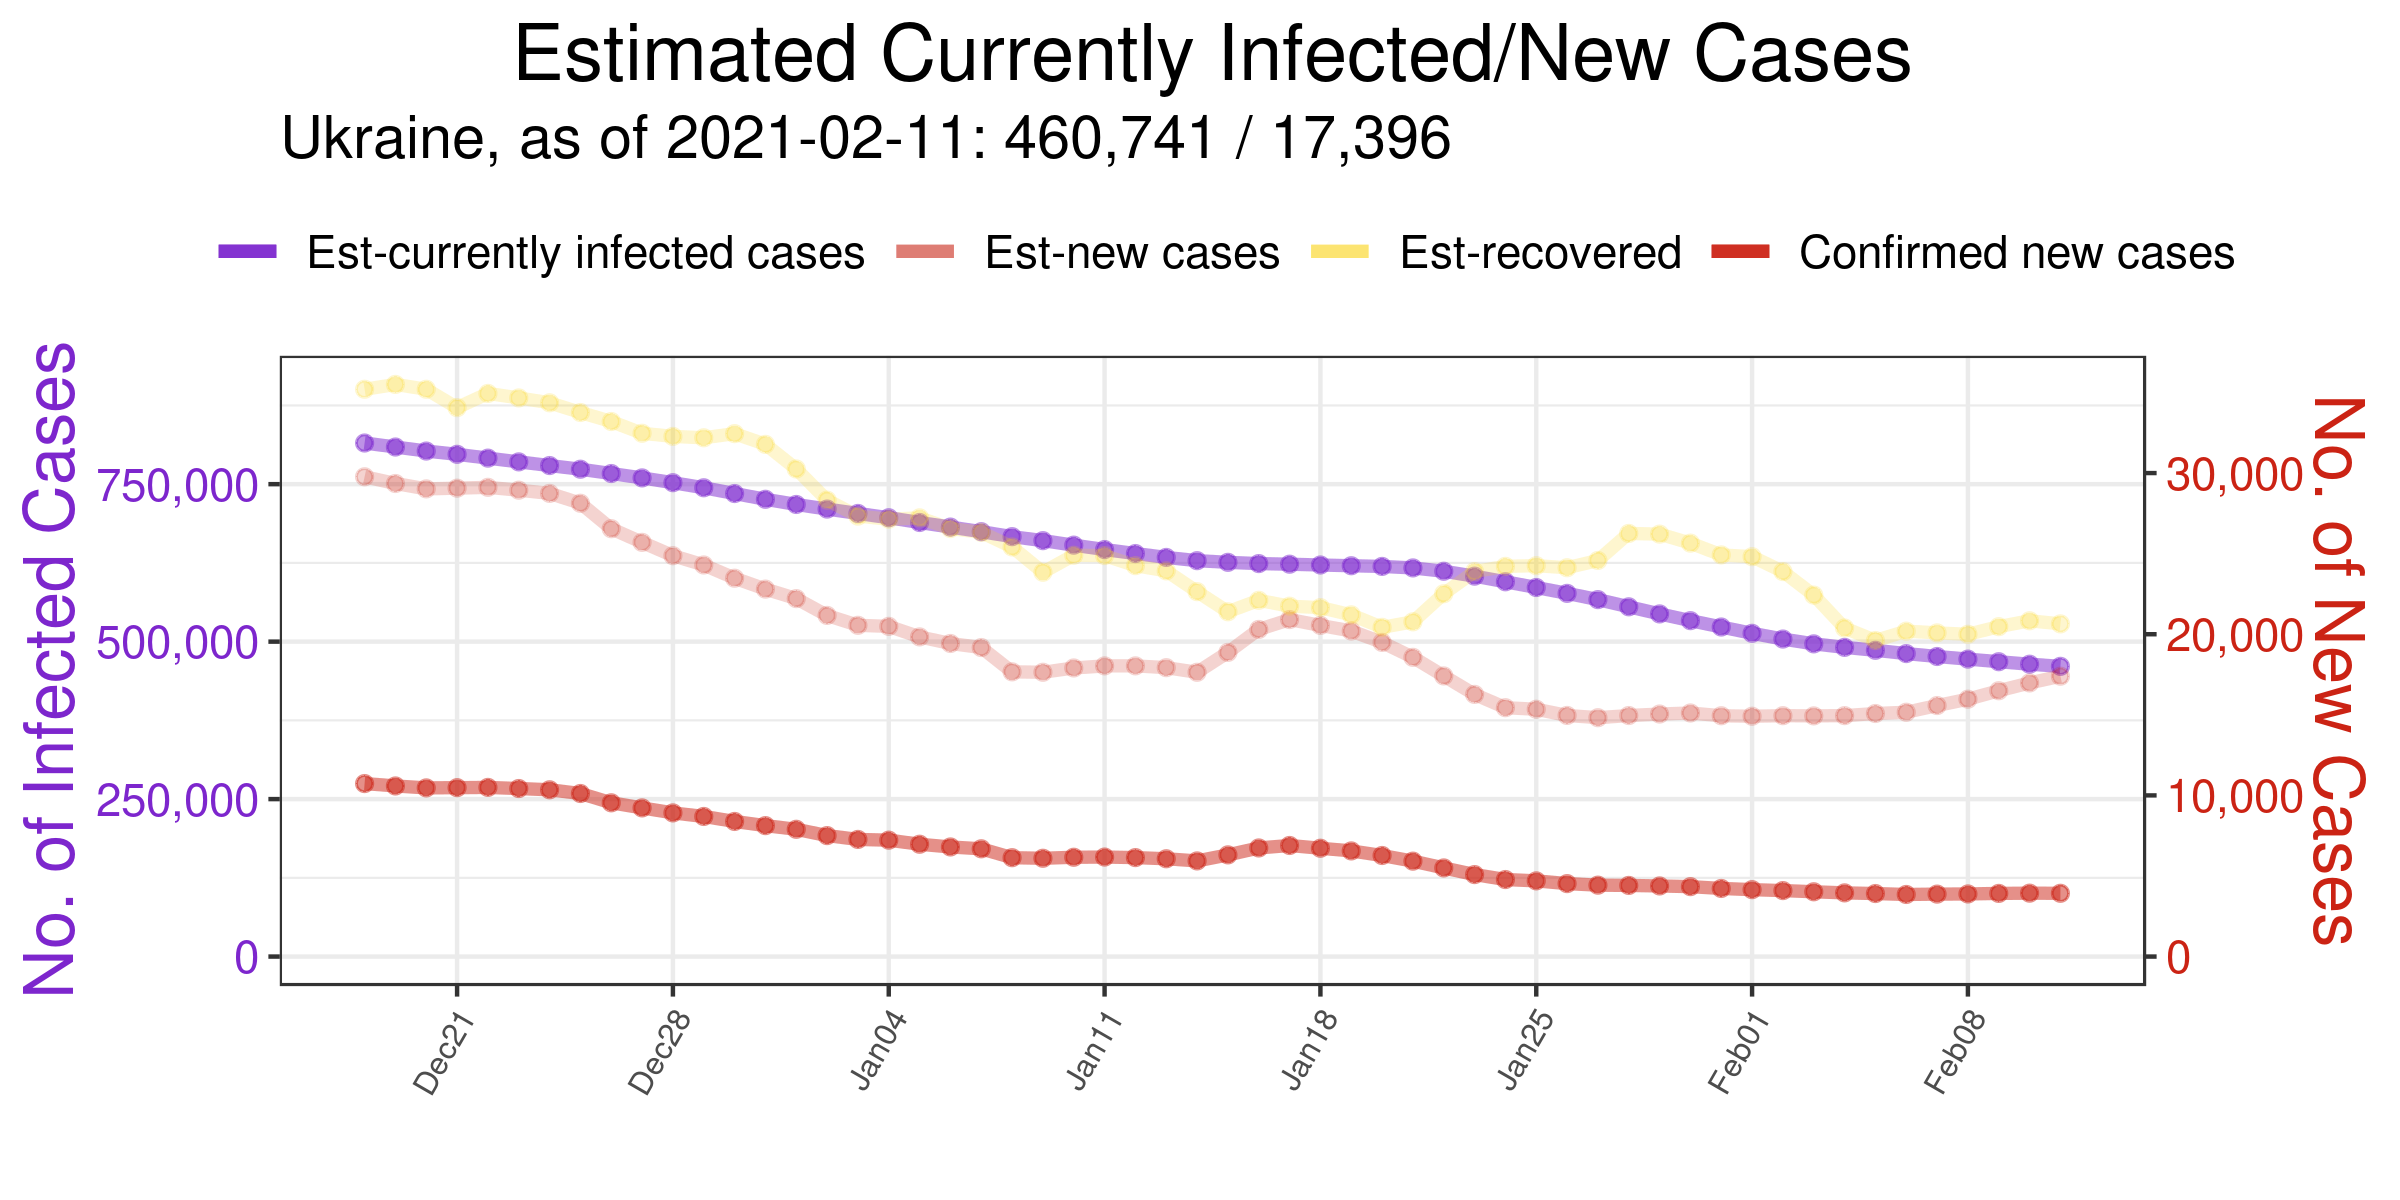 Estimated Currently Infected/New Cases
Ukraine, as of 2021-02-11: 460,741 / 17,396
Est-currently infected cases Est-new cases Est-recovered Confirmed new cases
No. of Infected Cases
750,000
500,000
250,000
0
30,000
20,000
10,000
0
No. of New Cases
Dec21 Dec28 Jan04 Jan11 Jan18 Jan25 Feb01 Feb08